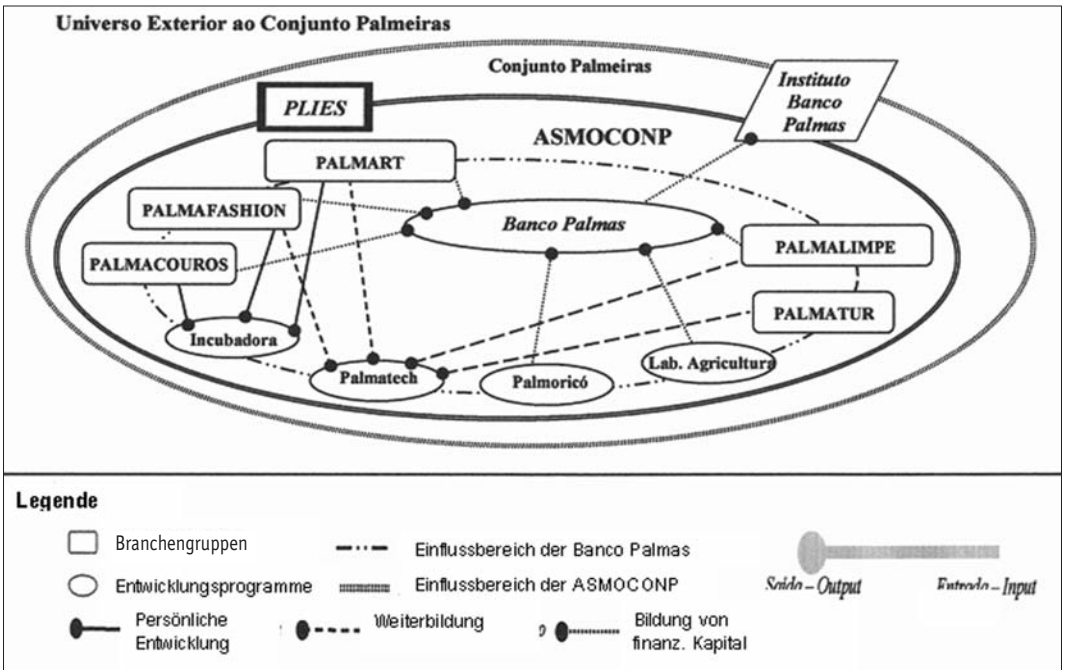 Universo Exterior ao Conjunto Palmeiras
Conjunto Palmeiras
Instituto
Banco
Palmas
PLIES
ASMOCONP
PALMART
PALMAFASHION
Banco Palmas
PALMALIMPE
PALMACOUROS
PALMATUR
Incubadora
Lab. Agricultura
Palmatech
Palmoricó
Legende
Branchengruppen
Einflussbereich der Banco Palmas
Entwicklungsprogramme
Einflussbereich der ASMOCONP
Saída – Output
Entrada – Input
Persönliche
Entwicklung
Weiterbildung
Bildung von
finanz. Kapital